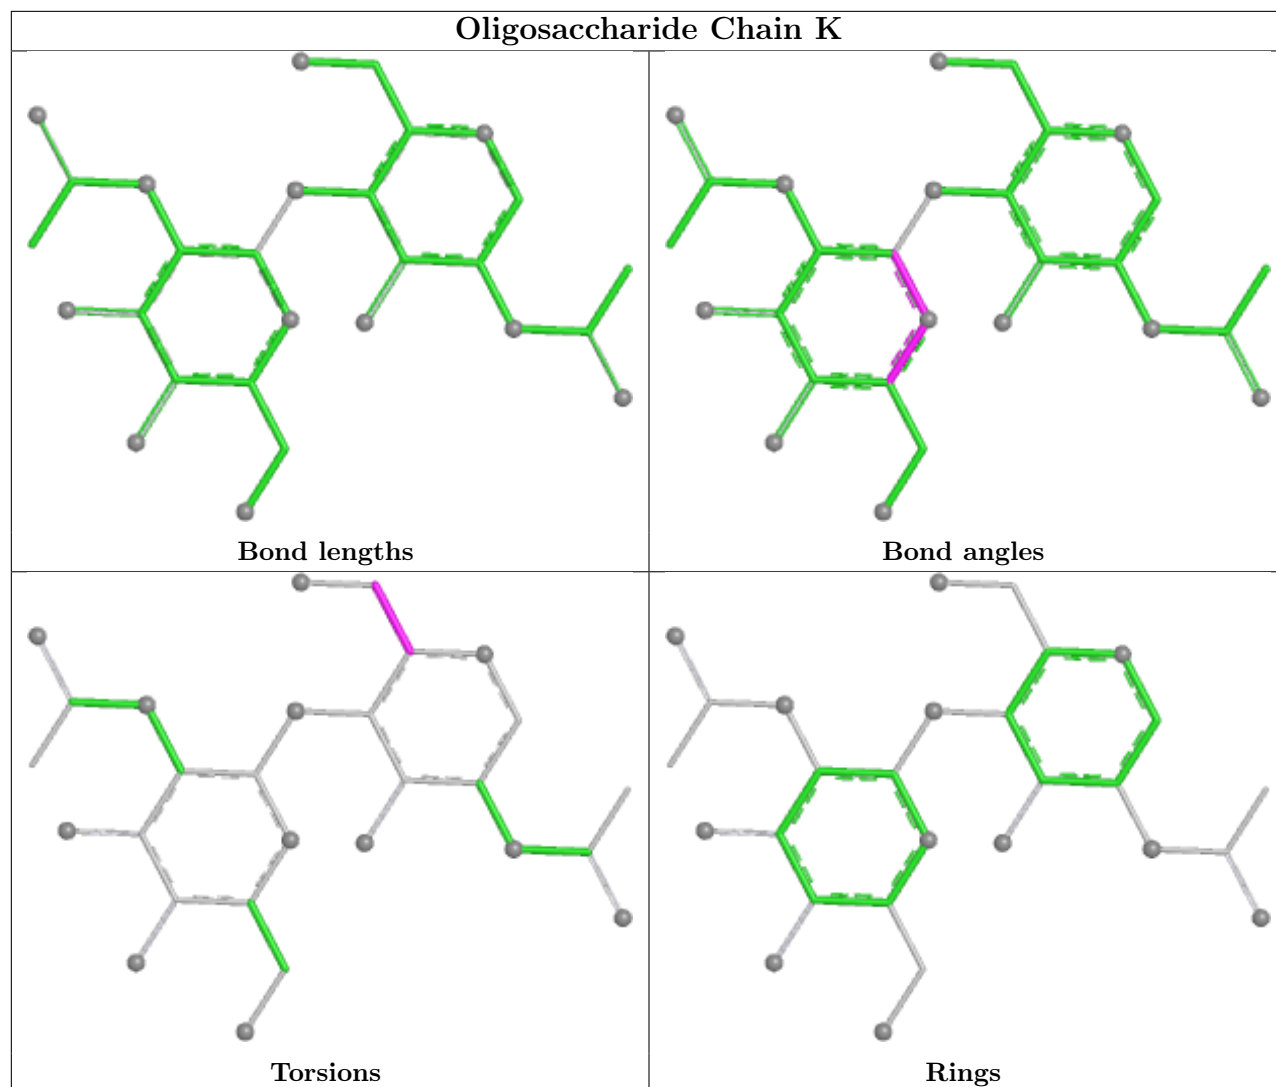 Oligosaccharide Chain K
Bond lengths
Bond angles
Torsions
Rings